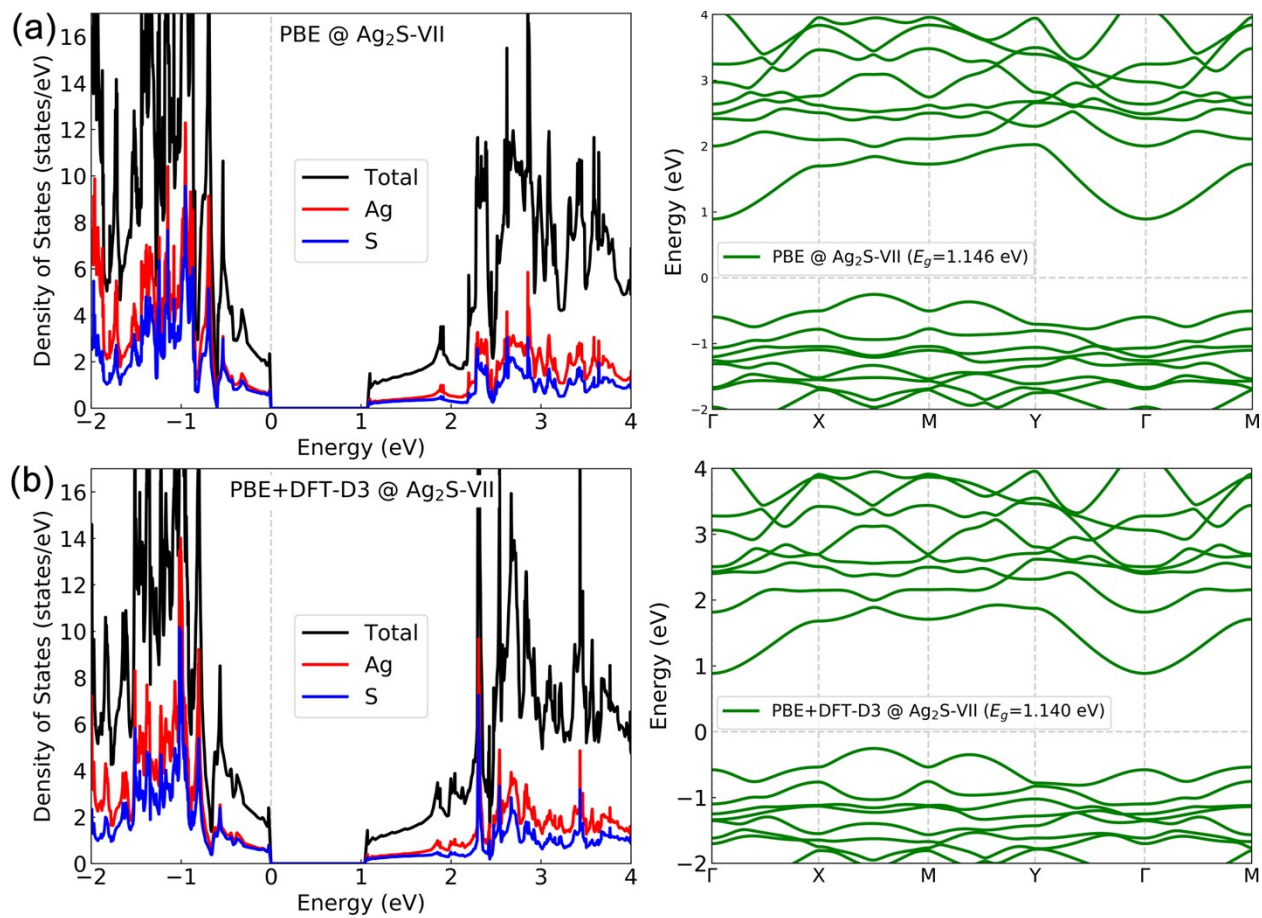 (a)
PBE @ Ag₂S-VII
Density of States (states/eV)
16
14
12
10
8
6
4
2
0
Total
Ag
S
−2
−1
0
1
2
3
4
Energy (eV)
Energy (eV)
4
3
2
1
0
−1
−2
PBE @ Ag₂S-VII (E_g=1.146 eV)
Γ
X
M
Y
Γ
M
(b)
PBE+DFT-D3 @ Ag₂S-VII
Density of States (states/eV)
16
14
12
10
8
6
4
2
0
Total
Ag
S
−2
−1
0
1
2
3
4
Energy (eV)
Energy (eV)
4
3
2
1
0
−1
−2
PBE+DFT-D3 @ Ag₂S-VII (E_g=1.140 eV)
Γ
X
M
Y
Γ
M